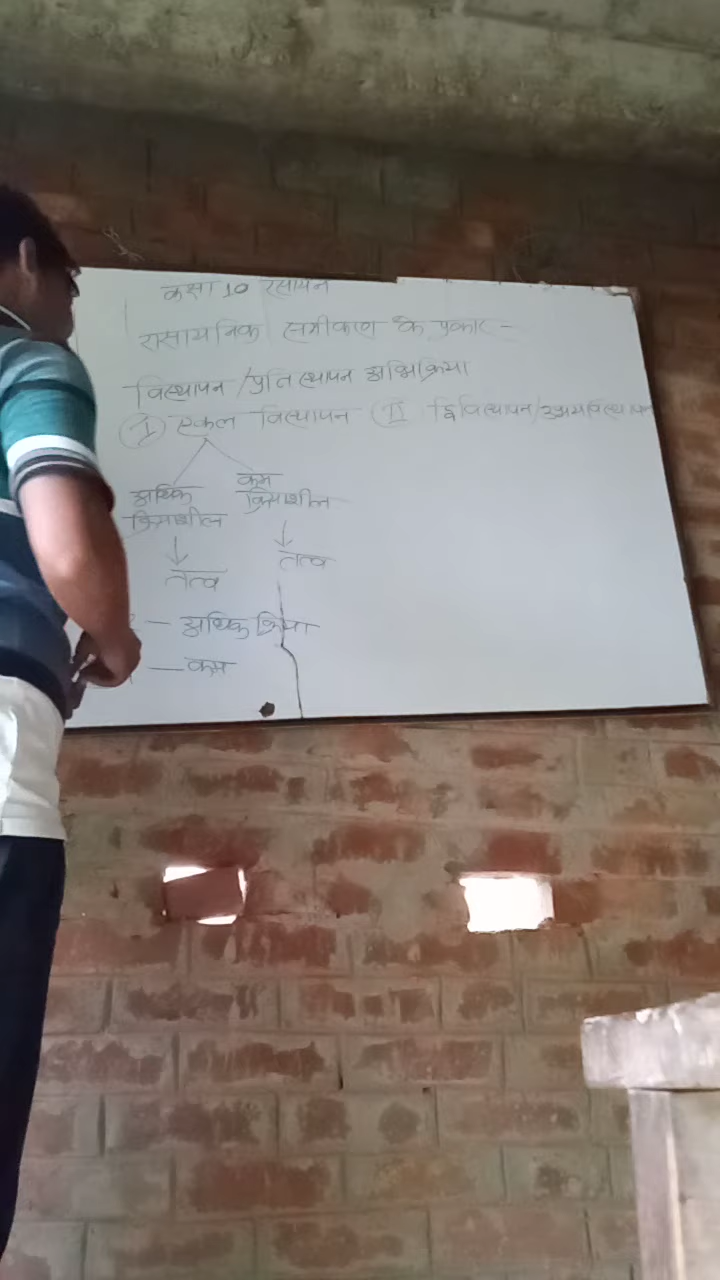 कक्षा 10 रसायन
रासायनिक समीकरण के प्रकार -
विस्थापन /प्रति स्थापन अभिक्रिया
(I) एकल विस्थापन (II) द्विविस्थापन/उभयविस्थापन
अधिक क्रियाशील
कम क्रियाशील
तत्व
तत्व
— अधिक क्रिया
— कम